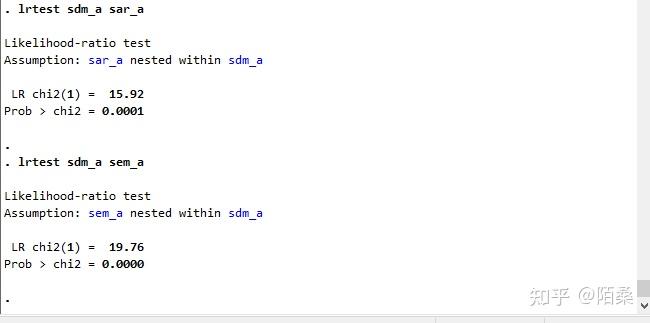 . lrtest sdm_a sar_a
Likelihood-ratio test
Assumption: sar_a nested within sdm_a
LR chi2(1) = 15.92
Prob > chi2 = 0.0001
.
. lrtest sdm_a sem_a
Likelihood-ratio test
Assumption: sem_a nested within sdm_a
LR chi2(1) = 19.76
Prob > chi2 = 0.0000
.
知乎 @陌桑